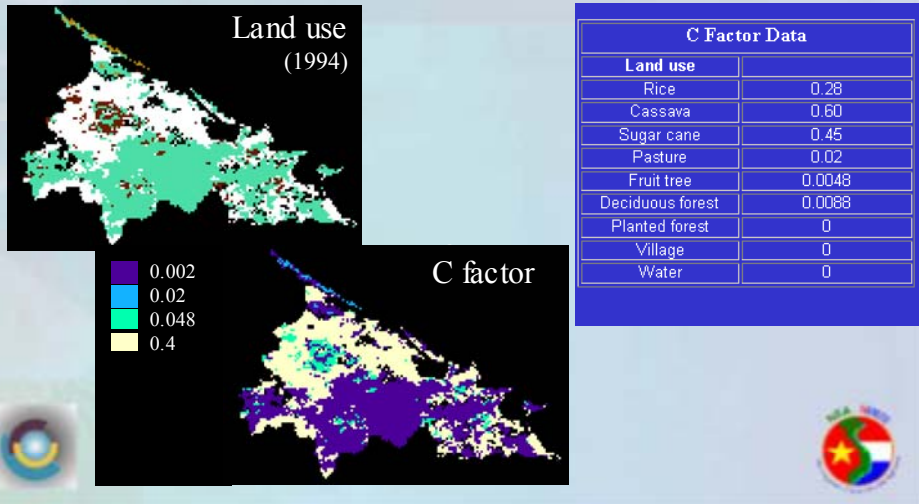 Land use
(1994)
C Factor Data
Land use
Rice 0.28
Cassava 0.60
Sugar cane 0.45
Pasture 0.02
Fruit tree 0.0048
Deciduous forest 0.0088
Planted forest 0
Village 0
Water 0
C factor
0.002
0.02
0.048
0.4